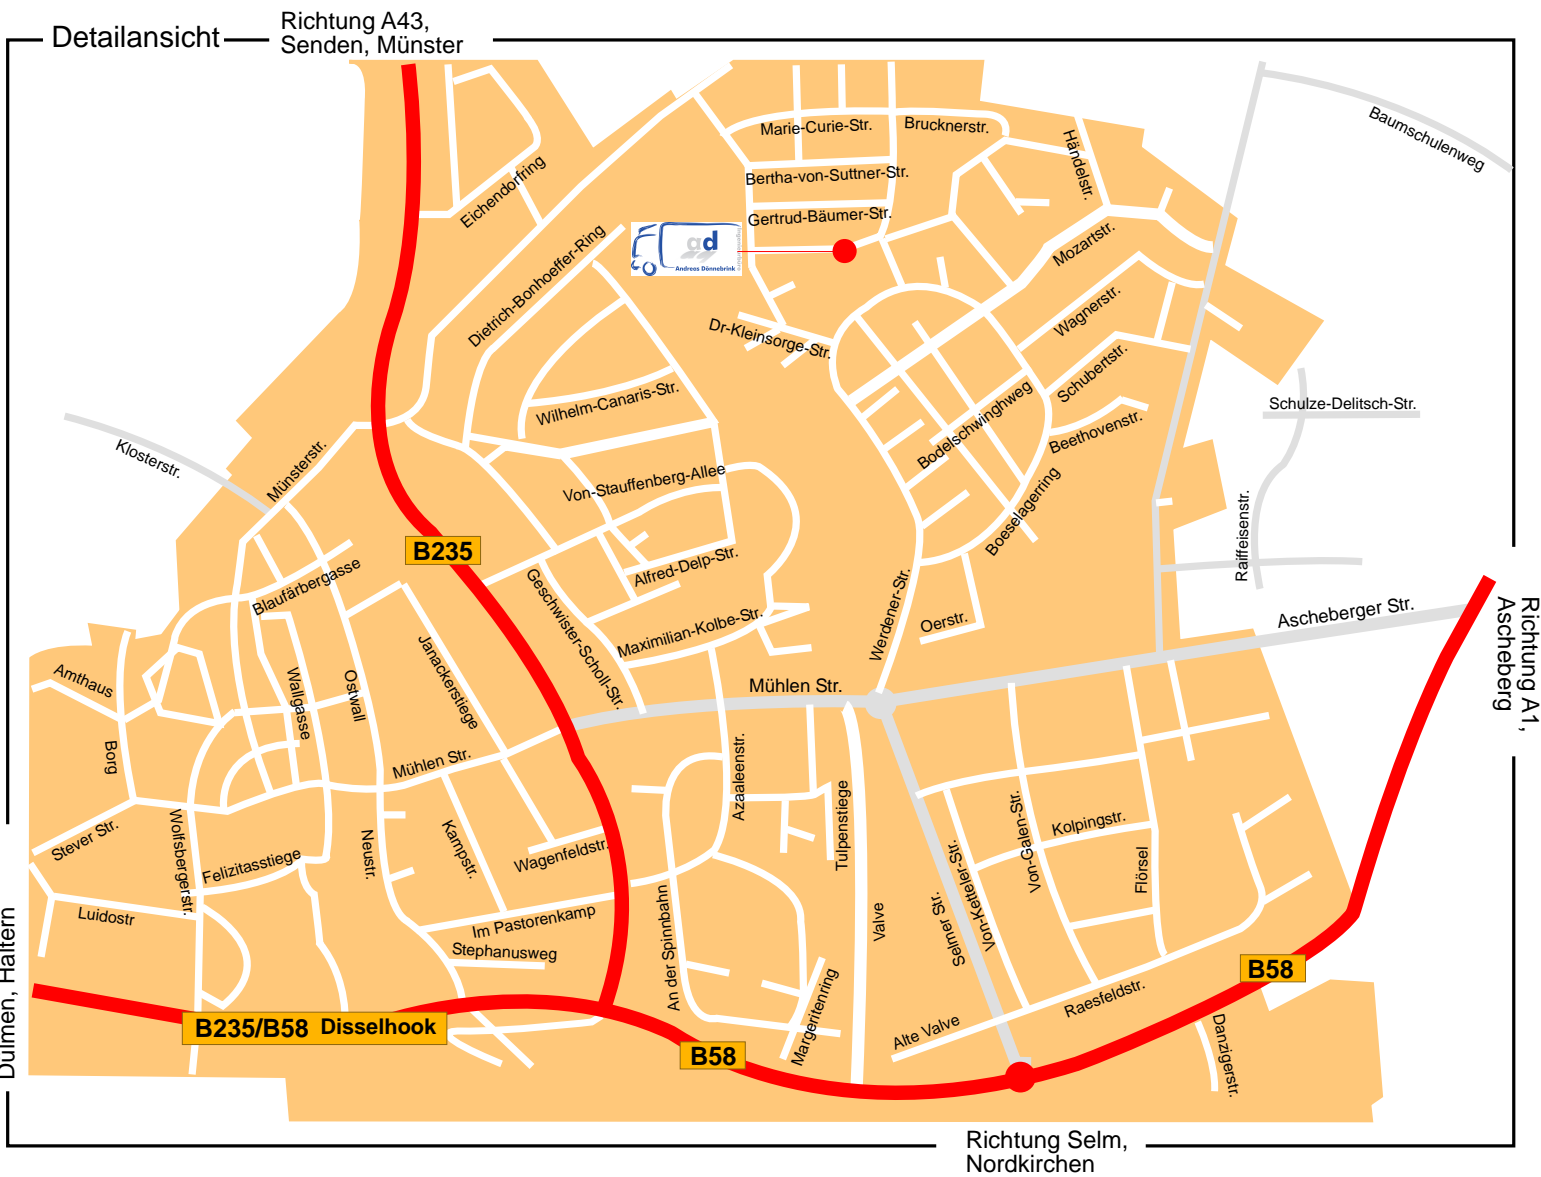 Detailansicht
Richtung A43,
Senden, Münster
Marie-Curie-Str.
Brucknerstr.
Händelstr.
Baumschulenweg
Eichendorfring
Bertha-von-Suttner-Str.
Gertrud-Bäumer-Str.
Mozartstr.
Dietrich-Bonhoeffer-Ring
ad
Andreas Dönnebrink
Dr-Kleinsorge-Str.
Wagnerstr.
Schubertstr.
Wilhelm-Canaris-Str.
Bodelschwinghweg
Beethovenstr.
Schulze-Delitsch-Str.
Klosterstr.
Münsterstr.
Von-Stauffenberg-Allee
Boeselagerring
Raiffeisenstr.
B235
Blaufärbergasse
Alfred-Delp-Str.
Geschwister-Scholl-Str.
Maximilian-Kolbe-Str.
Werdener-Str.
Oerstr.
Ascheberger Str.
Richtung A1,
Ascheberg
Amthaus
Janackerstiege
Wallgasse
Ostwall
Mühlen Str.
Borg
Mühlen Str.
Azaaleenstr.
Tulpenstiege
Stever Str.
Wolfsbergerstr.
Felizitasstiege
Neustr.
Kampstr.
Wagenfeldstr.
Von-Galen-Str.
Kolpingstr.
Flörsel
Von-Ketteler-Str.
Selmer Str.
Luidostr
Im Pastorenkamp
Stephanusweg
An der Spinnbahn
Valve
Margeritenring
Dülmen, Haltern
B235/B58 Disselhook
B58
B58
Alte Valve
Raesfeldstr.
Danzigerstr.
Richtung Selm,
Nordkirchen